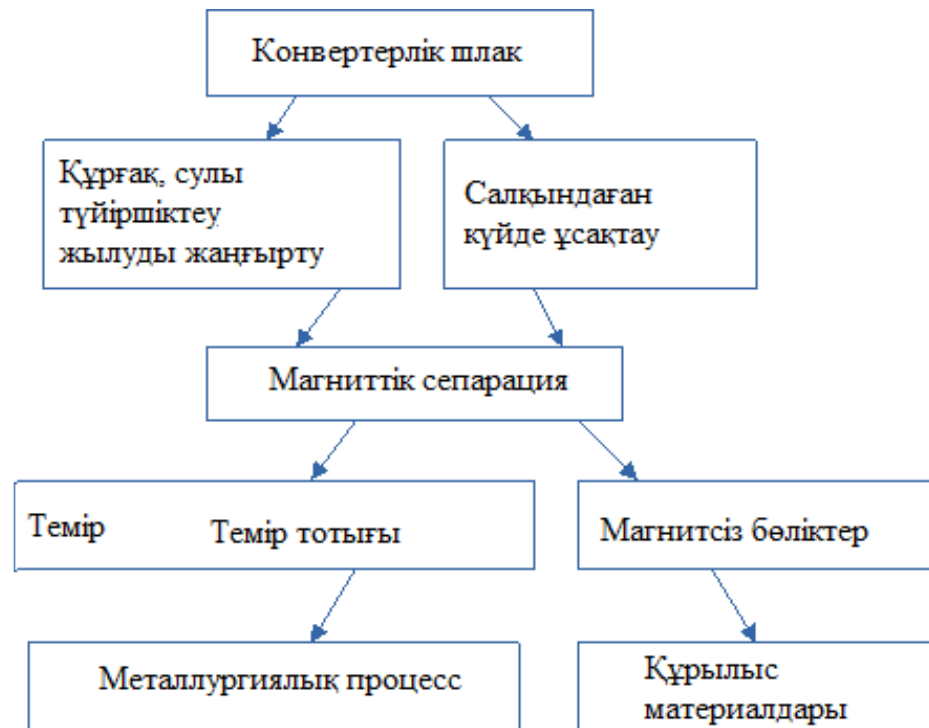 Конвертерлік шлак
Құрғақ, сулы
түйіршіктеу
жылуды жаңғырту
Салқындаған
күйде ұсақтау
Магниттік сепарация
Темір Темір тотығы
Магнитсіз бөліктер
Металлургиялық процесс
Құрылыс
материалдары